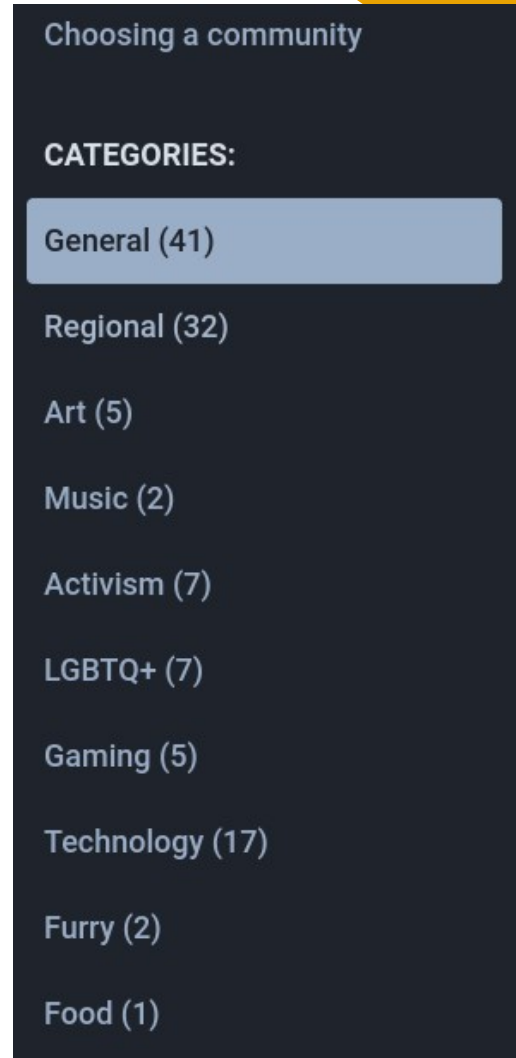 Choosing a community
CATEGORIES:
General (41)
Regional (32)
Art (5)
Music (2)
Activism (7)
LGBTQ+ (7)
Gaming (5)
Technology (17)
Furry (2)
Food (1)